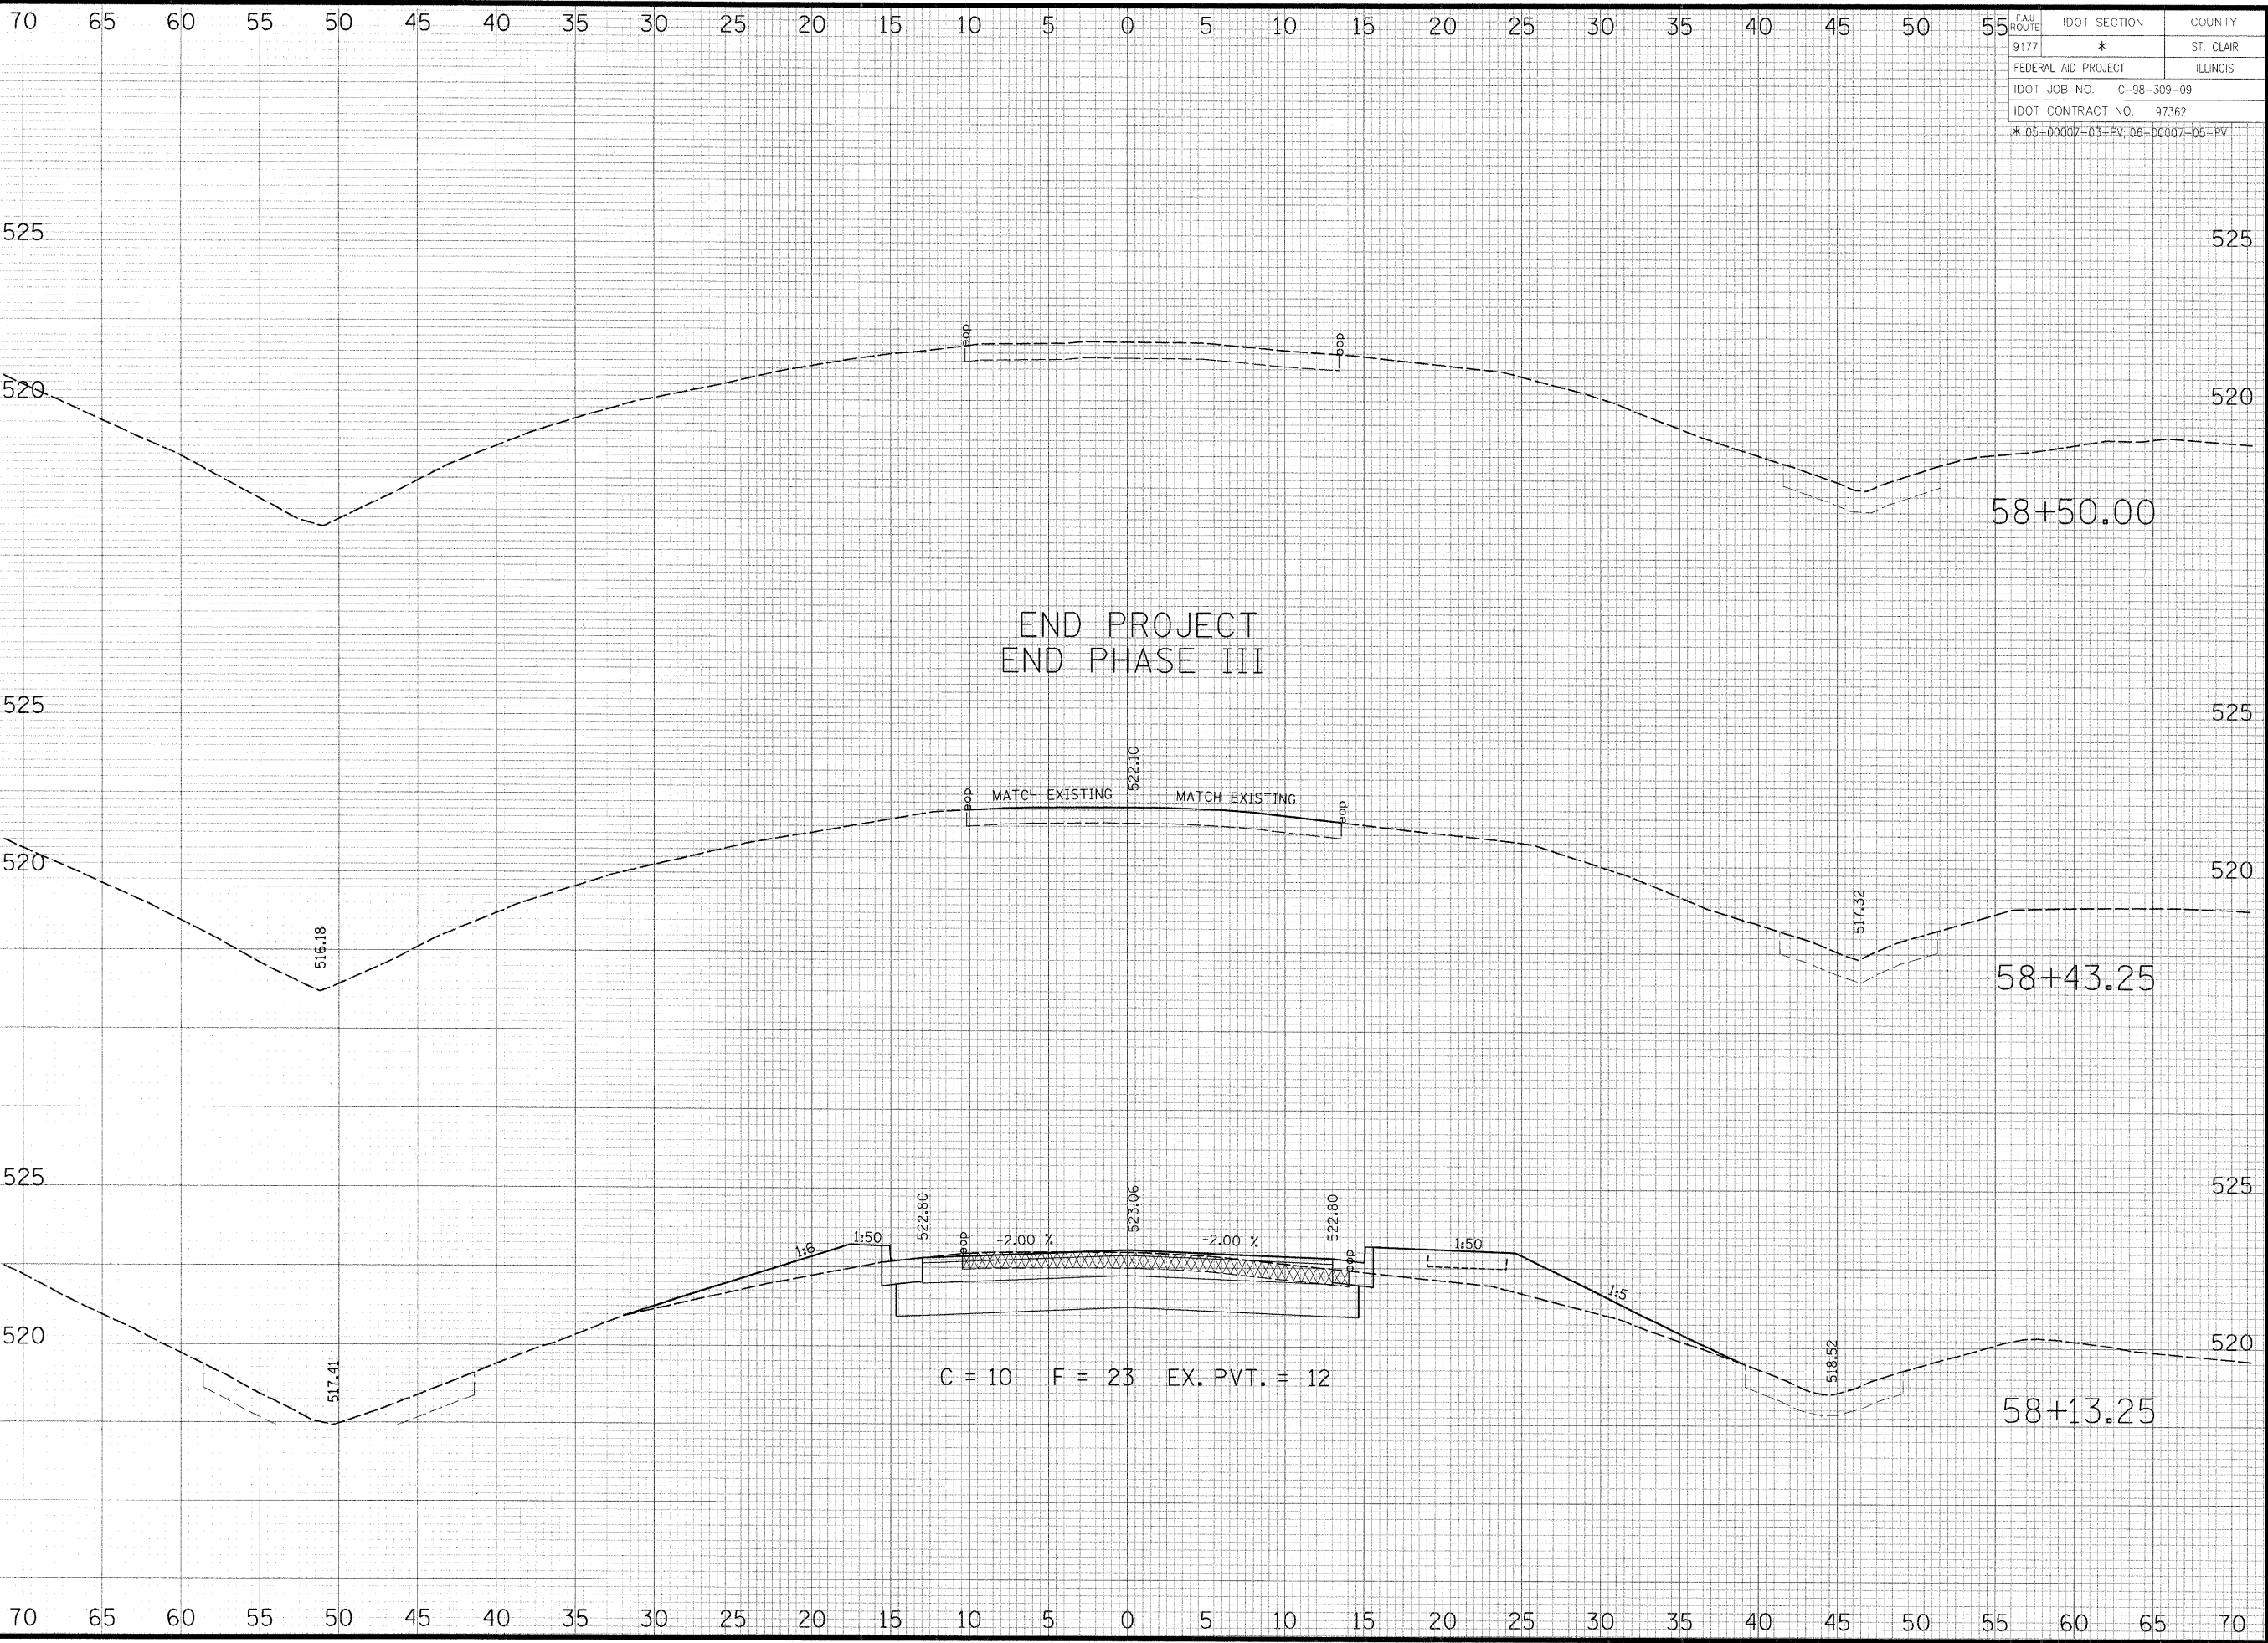 70 65 60 55 50 45 40 35 30 25 20 15 10 5 0 5 10 15 20 25 30 35 40 45 50 55
F.A.U ROUTE IDOT SECTION COUNTY
9177 * ST. CLAIR
FEDERAL AID PROJECT ILLINOIS
IDOT JOB NO. C-98-309-09
IDOT CONTRACT NO. 97362
* 05-00007-03-PV; 06-00007-05-PV
525 525
eop eop
520 520
58+50.00
END PROJECT
END PHASE III
525 525
522.10
eop MATCH EXISTING MATCH EXISTING eop
520 520
516.18 517.32
58+43.25
525 525
522.80 523.06 522.80
1:6 1:50 eop -2.00 % -2.00 % eop 1:50
1:5
520 520
517.41 518.52
C = 10 F = 23 EX. PVT. = 12
58+13.25
70 65 60 55 50 45 40 35 30 25 20 15 10 5 0 5 10 15 20 25 30 35 40 45 50 55 60 65 70